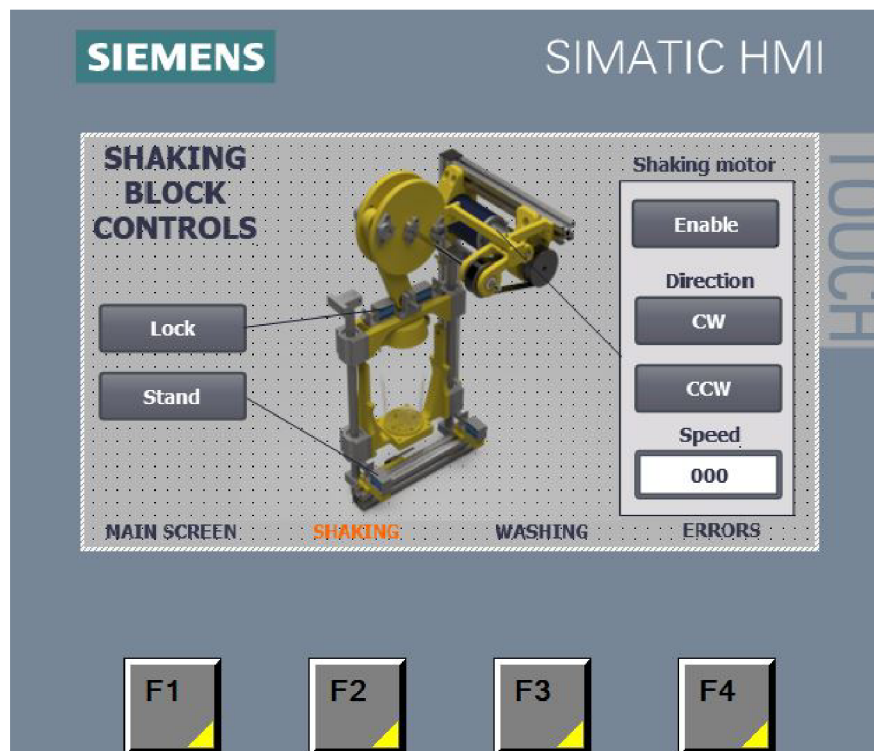 SIEMENS
SIMATIC HMI
TOUCH
SHAKING
BLOCK
CONTROLS
Shaking motor
Enable
Direction
Lock
CW
Stand
CCW
Speed
000
MAIN SCREEN
SHAKING
WASHING
ERRORS
F1
F2
F3
F4